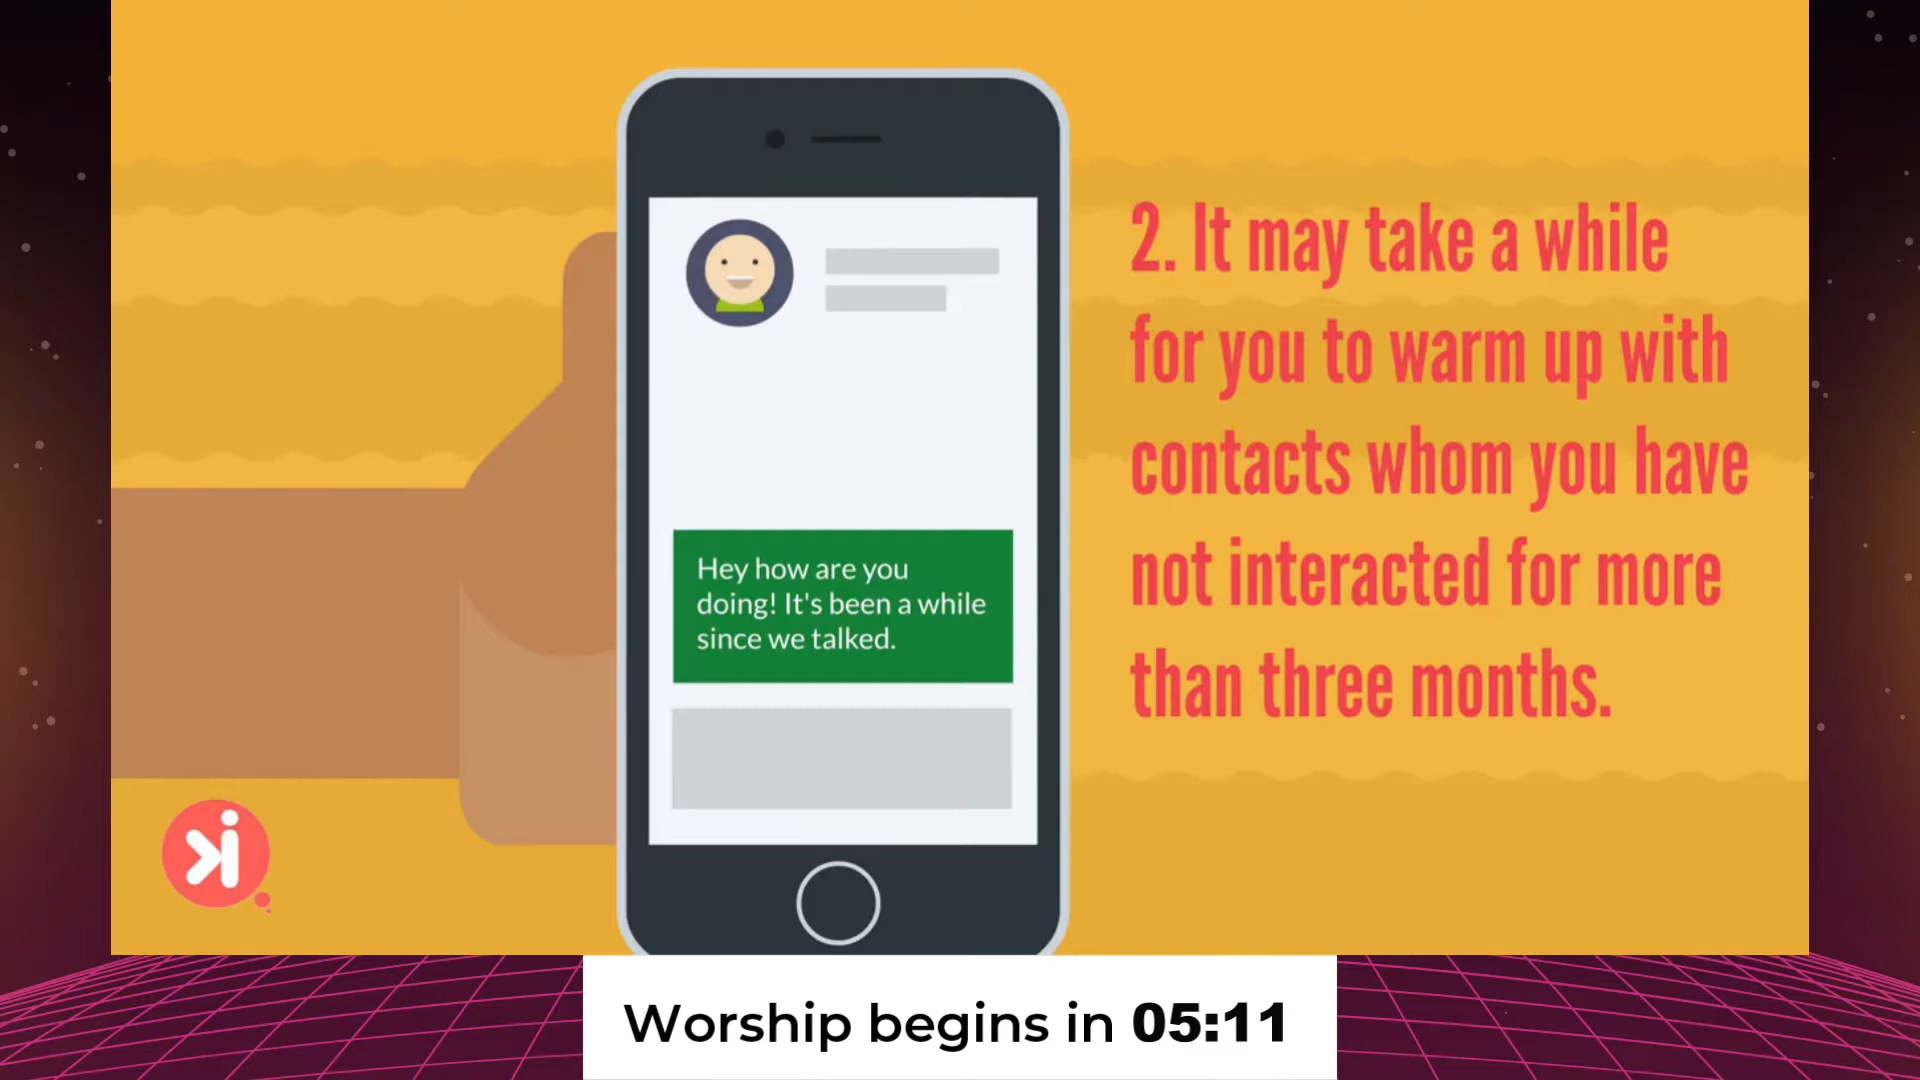 2. It may take a while
for you to warm up with
contacts whom you have
not interacted for more
than three months.
Hey how are you
doing! It's been a while
since we talked.
Worship begins in 05:11